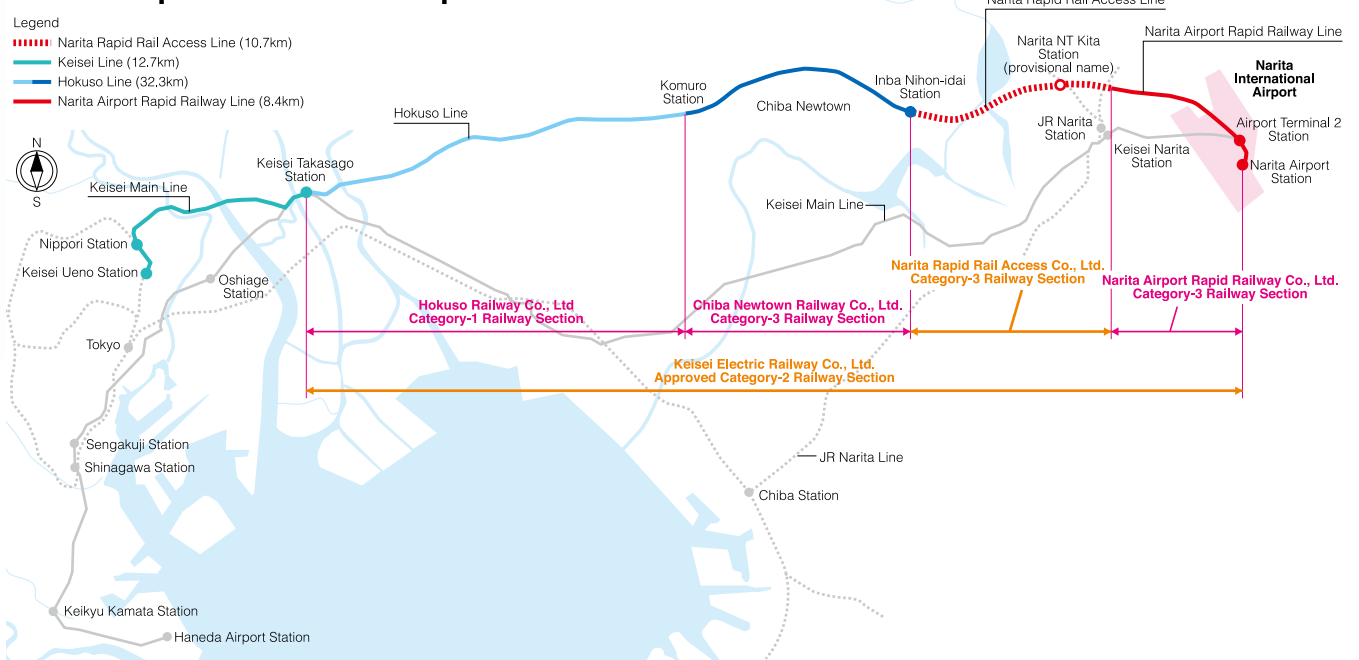 Legend
Narita Rapid Rail Access Line (10.7km)
Keisei Line (12.7km)
Hokuso Line (32.3km)
Narita Airport Rapid Railway Line (8.4km)
Narita Rapid Rail Access Line
Narita Airport Rapid Railway Line
Narita NT Kita
Station
(provisional name)
Narita
International
Airport
Komuro
Station
Inba Nihon-idai
Station
Chiba Newtown
Hokuso Line
JR Narita
Station
Keisei Narita
Station
Airport Terminal 2
Station
Narita Airport
Station
N
S
Keisei Takasago
Station
Keisei Main Line
Keisei Main Line
Nippori Station
Keisei Ueno Station
Oshiage
Station
Narita Rapid Rail Access Co., Ltd.
Category-3 Railway Section
Narita Airport Rapid Railway Co., Ltd.
Category-3 Railway Section
Hokuso Railway Co., Ltd
Category-1 Railway Section
Chiba Newtown Railway Co., Ltd.
Category-3 Railway Section
Tokyo
Keisei Electric Railway Co., Ltd.
Approved Category-2 Railway Section
Sengakuji Station
Shinagawa Station
JR Narita Line
Chiba Station
Keikyu Kamata Station
Haneda Airport Station